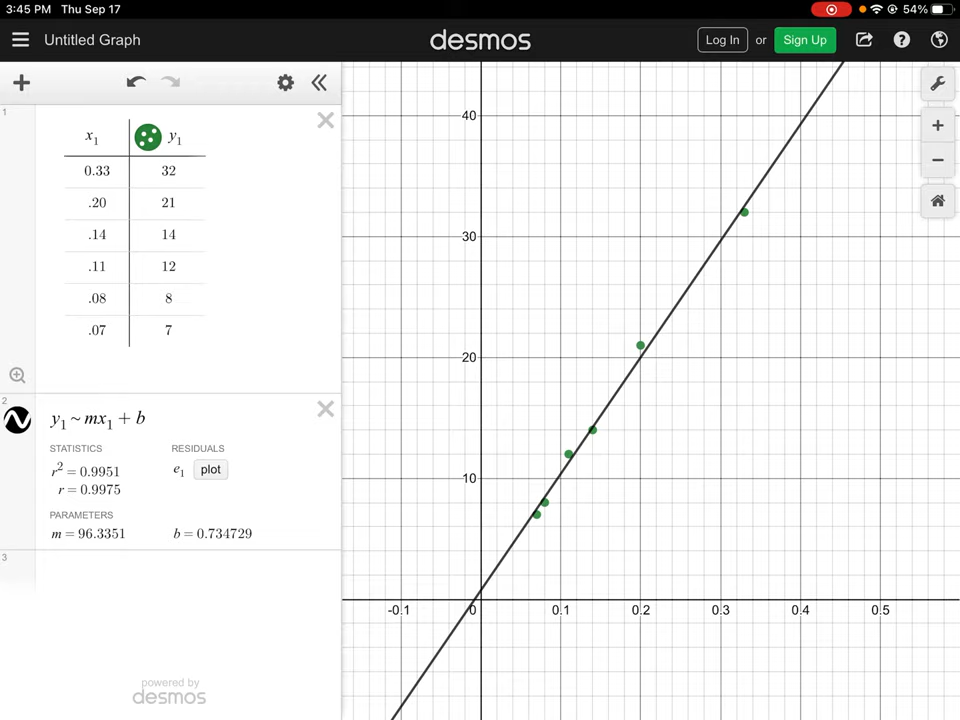 3:45 PM Thu Sep 17 54%
Untitled Graph desmos Log In or Sign Up
1
x₁ y₁
0.33 32
.20 21
.14 14
.11 12
.08 8
.07 7
2
y₁ ~ mx₁ + b
STATISTICS RESIDUALS
r² = 0.9951 e₁ plot
r = 0.9975
PARAMETERS
m = 96.3351 b = 0.734729
3
powered by
desmos
40
30
20
10
-0.1 0 0.1 0.2 0.3 0.4 0.5